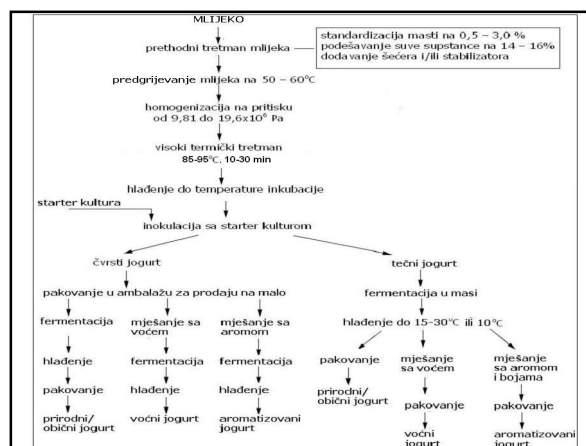 MLIJEKO
prethodni tretman mlijeka
standardizacija masti na 0,5 – 3,0 %
podešavanje suve supstance na 14 – 16%
dodavanje šećera i/ili stabilizatora
predgrijevanje mlijeka na 50 – 60°C
homogenizacija na pritisku
od 9,81 do 19,6x10⁶ Pa
visoki termički tretman
85-95°C, 10-30 min
hlađenje do temperature inkubacije
starter kultura
inokulacija sa starter kulturom
čvrsti jogurt
pakovanje u ambalažu za prodaju na malo
fermentacija
hlađenje
pakovanje
prirodni/
obični jogurt
mješanje sa
voćem
fermentacija
hlađenje
voćni jogurt
mješanje sa
aromom
fermentacija
hlađenje
aromatizovani
jogurt
tečni jogurt
fermentacija u masi
hlađenje do 15-30°C ili 10°C
pakovanje
prirodni/
obični jogurt
mješanje
sa voćem
pakovanje
voćni
jogurt
mješanje
sa aromom
i bojama
pakovanje
aromatizovani
jogurt